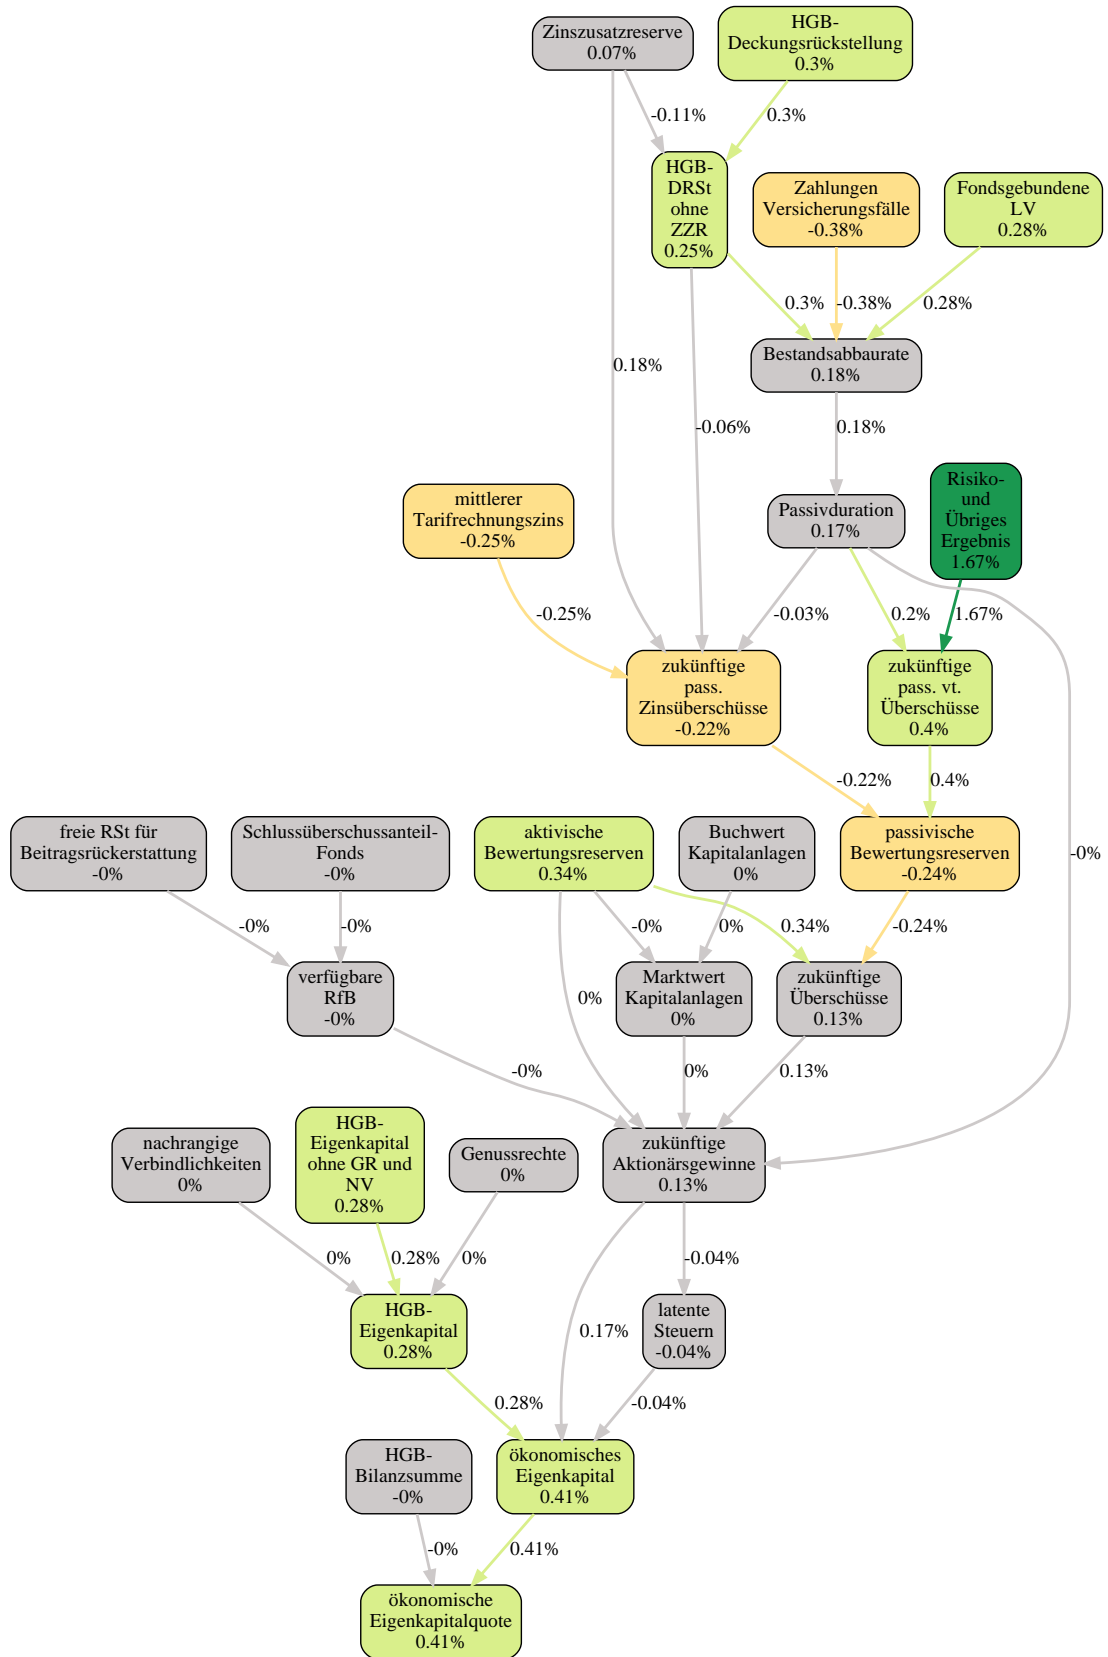 Zinszusatzreserve
0.07%
HGB-
Deckungsrückstellung
0.3%
-0.11%
0.3%
HGB-
DRSt
ohne
ZZR
0.25%
Zahlungen
Versicherungsfälle
-0.38%
Fondsgebundene
LV
0.28%
0.3%
-0.38%
0.28%
Bestandsabbaurate
0.18%
0.18%
-0.06%
0.18%
mittlerer
Tarifrechnungszins
-0.25%
Passivduration
0.17%
Risiko-
und
Übriges
Ergebnis
1.67%
-0.25%
-0.03%
0.2%
1.67%
zukünftige
pass.
Zinsüberschüsse
-0.22%
zukünftige
pass. vt.
Überschüsse
0.4%
-0.22%
0.4%
freie RSt für
Beitragsrückerstattung
-0%
Schlussüberschussanteil-
Fonds
-0%
aktivische
Bewertungsreserven
0.34%
Buchwert
Kapitalanlagen
0%
passivische
Bewertungsreserven
-0.24%
-0%
-0%
-0%
-0%
0%
0.34%
-0.24%
verfügbare
RfB
-0%
0%
Marktwert
Kapitalanlagen
0%
zukünftige
Überschüsse
0.13%
-0%
0%
0.13%
nachrangige
Verbindlichkeiten
0%
HGB-
Eigenkapital
ohne GR und
NV
0.28%
Genussrechte
0%
zukünftige
Aktionärsgewinne
0.13%
0%
0.28%
0%
-0.04%
HGB-
Eigenkapital
0.28%
0.17%
latente
Steuern
-0.04%
0.28%
-0.04%
HGB-
Bilanzsumme
-0%
ökonomisches
Eigenkapital
0.41%
-0%
0.41%
ökonomische
Eigenkapitalquote
0.41%